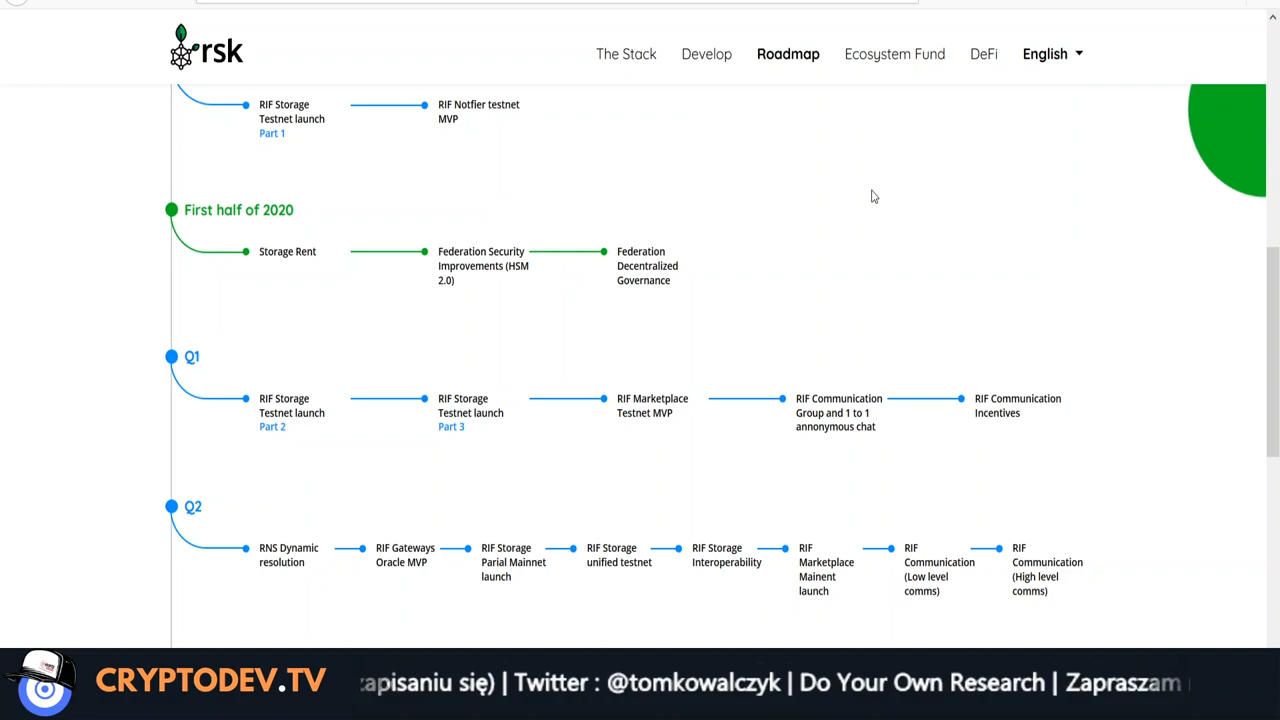 rsk
The Stack Develop Roadmap Ecosystem Fund DeFi English
RIF Storage
Testnet launch
Part 1
RIF Notfier testnet
MVP
First half of 2020
Storage Rent
Federation Security
Improvements (HSM
2.0)
Federation
Decentralized
Governance
Q1
RIF Storage
Testnet launch
Part 2
RIF Storage
Testnet launch
Part 3
RIF Marketplace
Testnet MVP
RIF Communication
Group and 1 to 1
annonymous chat
RIF Communication
Incentives
Q2
RNS Dynamic
resolution
RIF Gateways
Oracle MVP
RIF Storage
Parial Mainnet
launch
RIF Storage
unified testnet
RIF Storage
Interoperability
RIF
Marketplace
Mainent
launch
RIF
Communication
(Low level
comms)
RIF
Communication
(High level
comms)
CRYPTODEV.TV
zapisaniu się) | Twitter : @tomkowalczyk | Do Your Own Research | Zapraszam